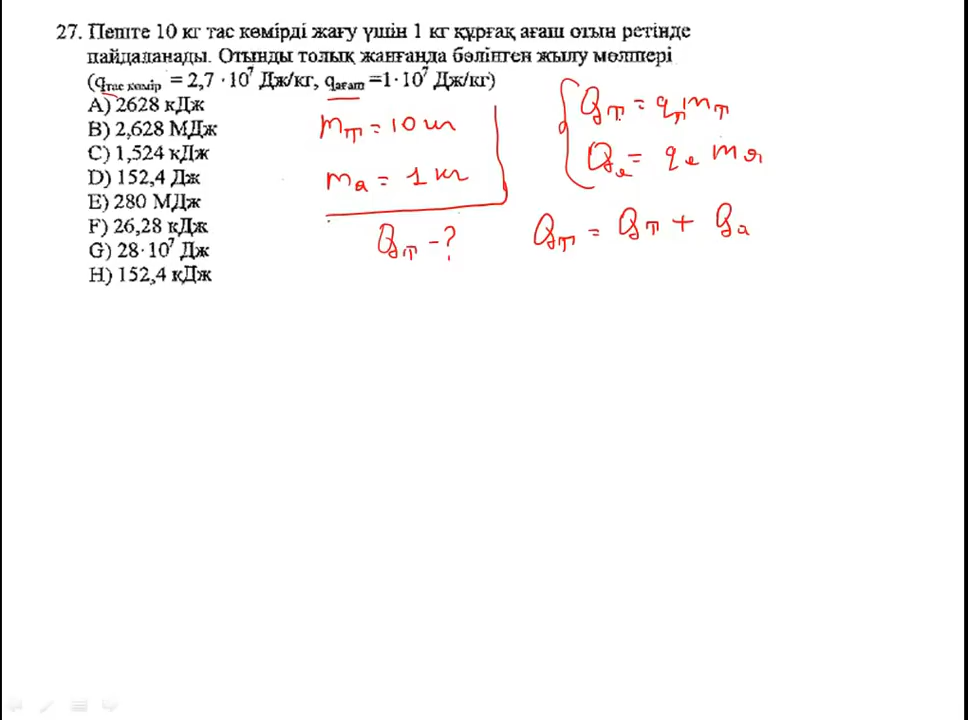 27. Пеште 10 кг тас көмірді жағу үшін 1 кг құрғақ ағаш отын ретінде
пайдаланады. Отынды толық жанғанда бөлінген жылу мөлшері
(qтас көмір = 2,7 · 10⁷ Дж/кг, qағаш =1· 10⁷ Дж/кг)
A) 2628 кДж
B) 2,628 МДж
C) 1,524 кДж
D) 152,4 Дж
E) 280 МДж
F) 26,28 кДж
G) 28· 10⁷ Дж
H) 152,4 кДж
mт = 10 кг
mа = 1 кг
Qт - ?
Qт = qт mт
Qа = qа mа
Qт = Qт + Qа